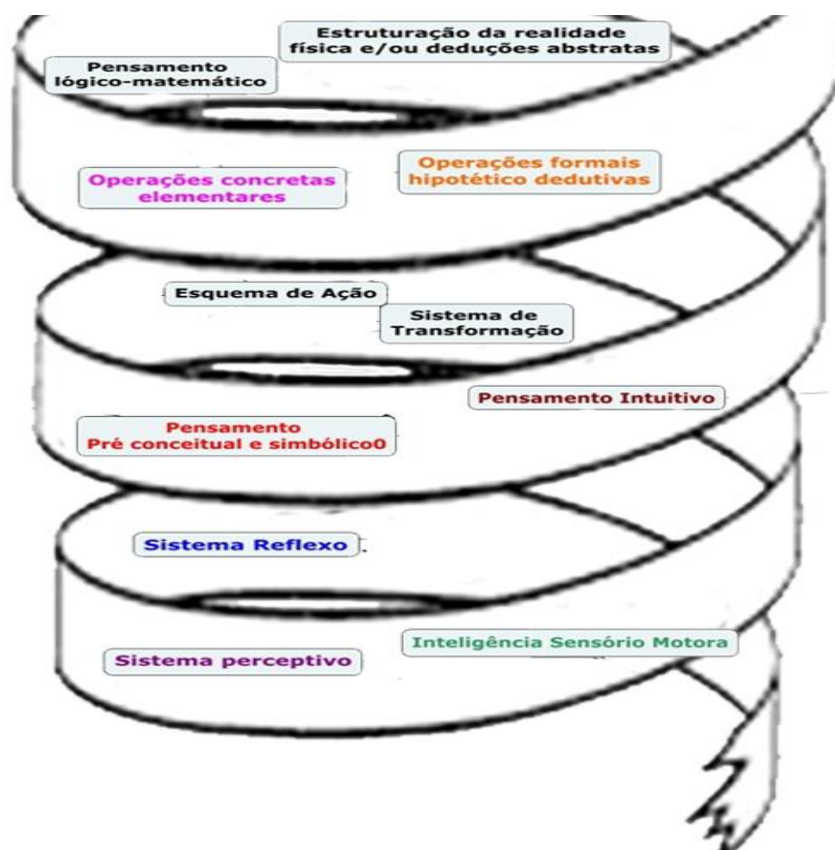 Estruturação da realidade
física e/ou deduções abstratas
Pensamento
lógico-matemático
Operações formais
hipotético dedutivas
Operações concretas
elementares
Esquema de Ação
Sistema de
Transformação
Pensamento Intuitivo
Pensamento
Pré conceitual e simbólico0
Sistema Reflexo
Inteligência Sensório Motora
Sistema perceptivo